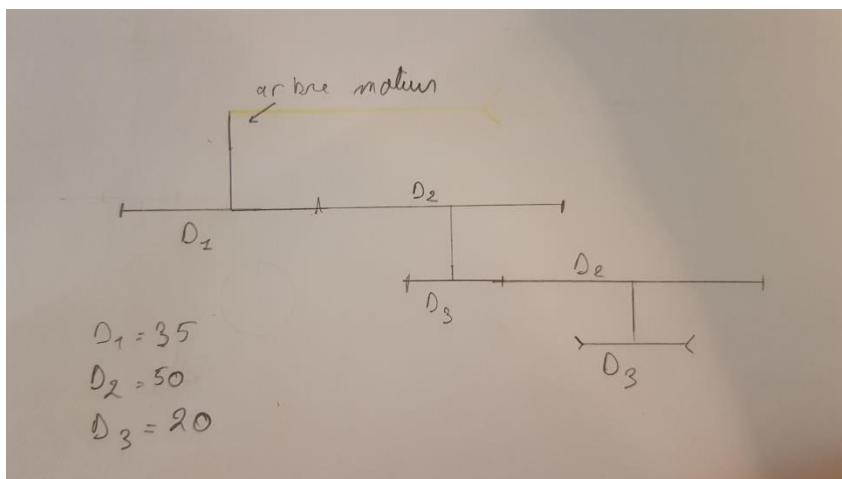 arbre moteur
D2
D1
D2
D3
D3
D1 = 35
D2 = 50
D3 = 20